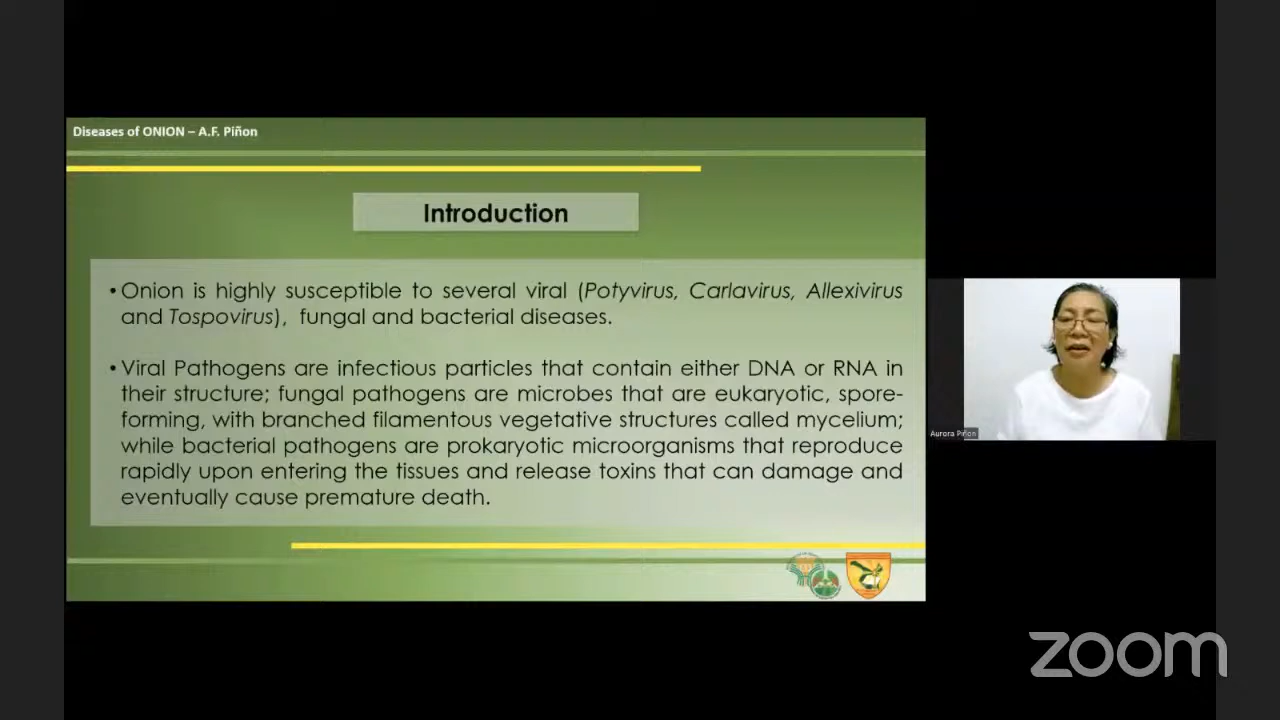 Diseases of ONION – A.F. Piñon
Introduction
• Onion is highly susceptible to several viral (Potyvirus, Carlavirus, Allexivirus
and Tospovirus), fungal and bacterial diseases.
• Viral Pathogens are infectious particles that contain either DNA or RNA in
their structure; fungal pathogens are microbes that are eukaryotic, spore-
forming, with branched filamentous vegetative structures called mycelium;
while bacterial pathogens are prokaryotic microorganisms that reproduce
rapidly upon entering the tissues and release toxins that can damage and
eventually cause premature death.
Aurora Piñon
zoom